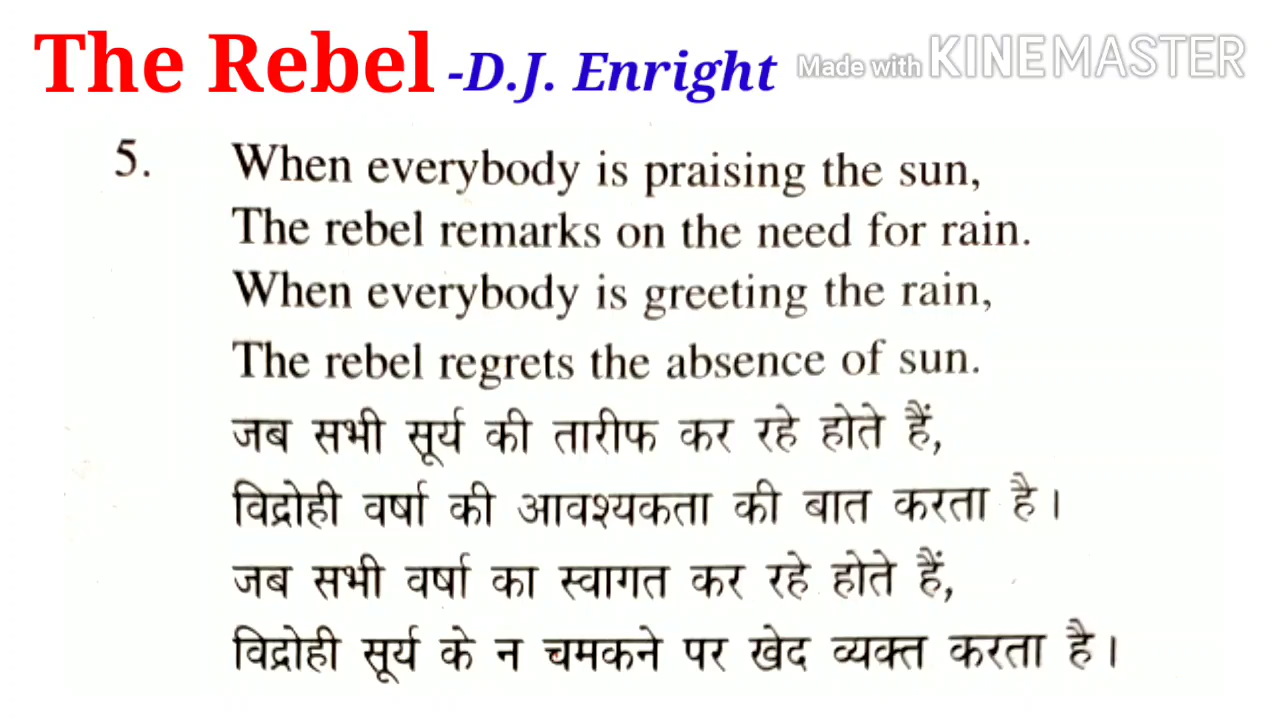 The Rebel -D.J. Enright Made with KINEMASTER
5. When everybody is praising the sun,
The rebel remarks on the need for rain.
When everybody is greeting the rain,
The rebel regrets the absence of sun.
जब सभी सूर्य की तारीफ कर रहे होते हैं,
विद्रोही वर्षा की आवश्यकता की बात करता है।
जब सभी वर्षा का स्वागत कर रहे होते हैं,
विद्रोही सूर्य के न चमकने पर खेद व्यक्त करता है।